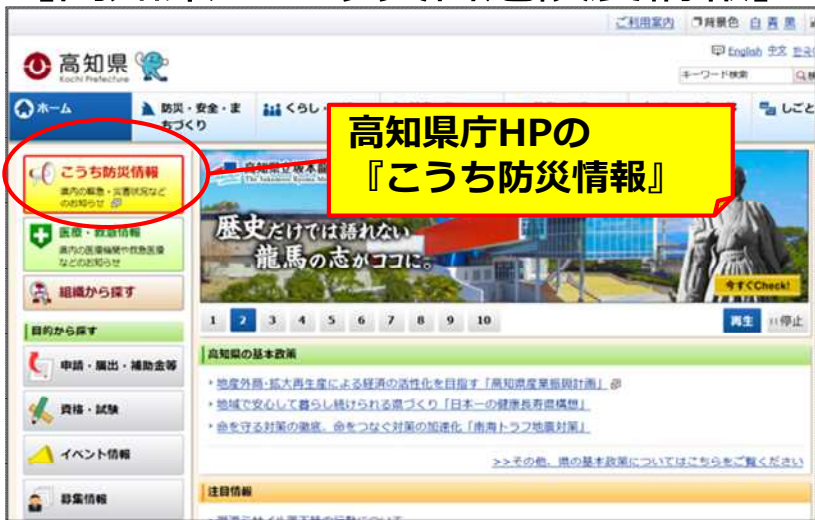 ご利用案内 背景色 白 青 黒
高知県
Kochi Prefecture
English 中文
キーワード検索
ホーム
防災・安全・まちづくり
くらし・
しごと
高知県庁HPの
『こうち防災情報』
こうち防災情報
県内の緊急・災害状況など
のお知らせ
医療・救急情報
県内の医療機関や救急医療
などのお知らせ
組織から探す
目的から探す
申請・届出・補助金等
資格・試験
イベント情報
募集情報
高知県立坂本龍
歴史だけでは語れない
龍馬の志がココに。
今すぐCheck!
1 2 3 4 5 6 7 8 9 10
再生 停止
高知県の基本政策
地産外商・拡大再生産による経済の活性化を目指す「高知県産業振興計画」
地域で安心して暮らし続けられる県づくり「日本一の健康長寿県構想」
命を守る対策の徹底、命をつなぐ対策の加速化「南海トラフ地震対策」
>>その他、県の基本政策についてはこちらをご覧ください
注目情報